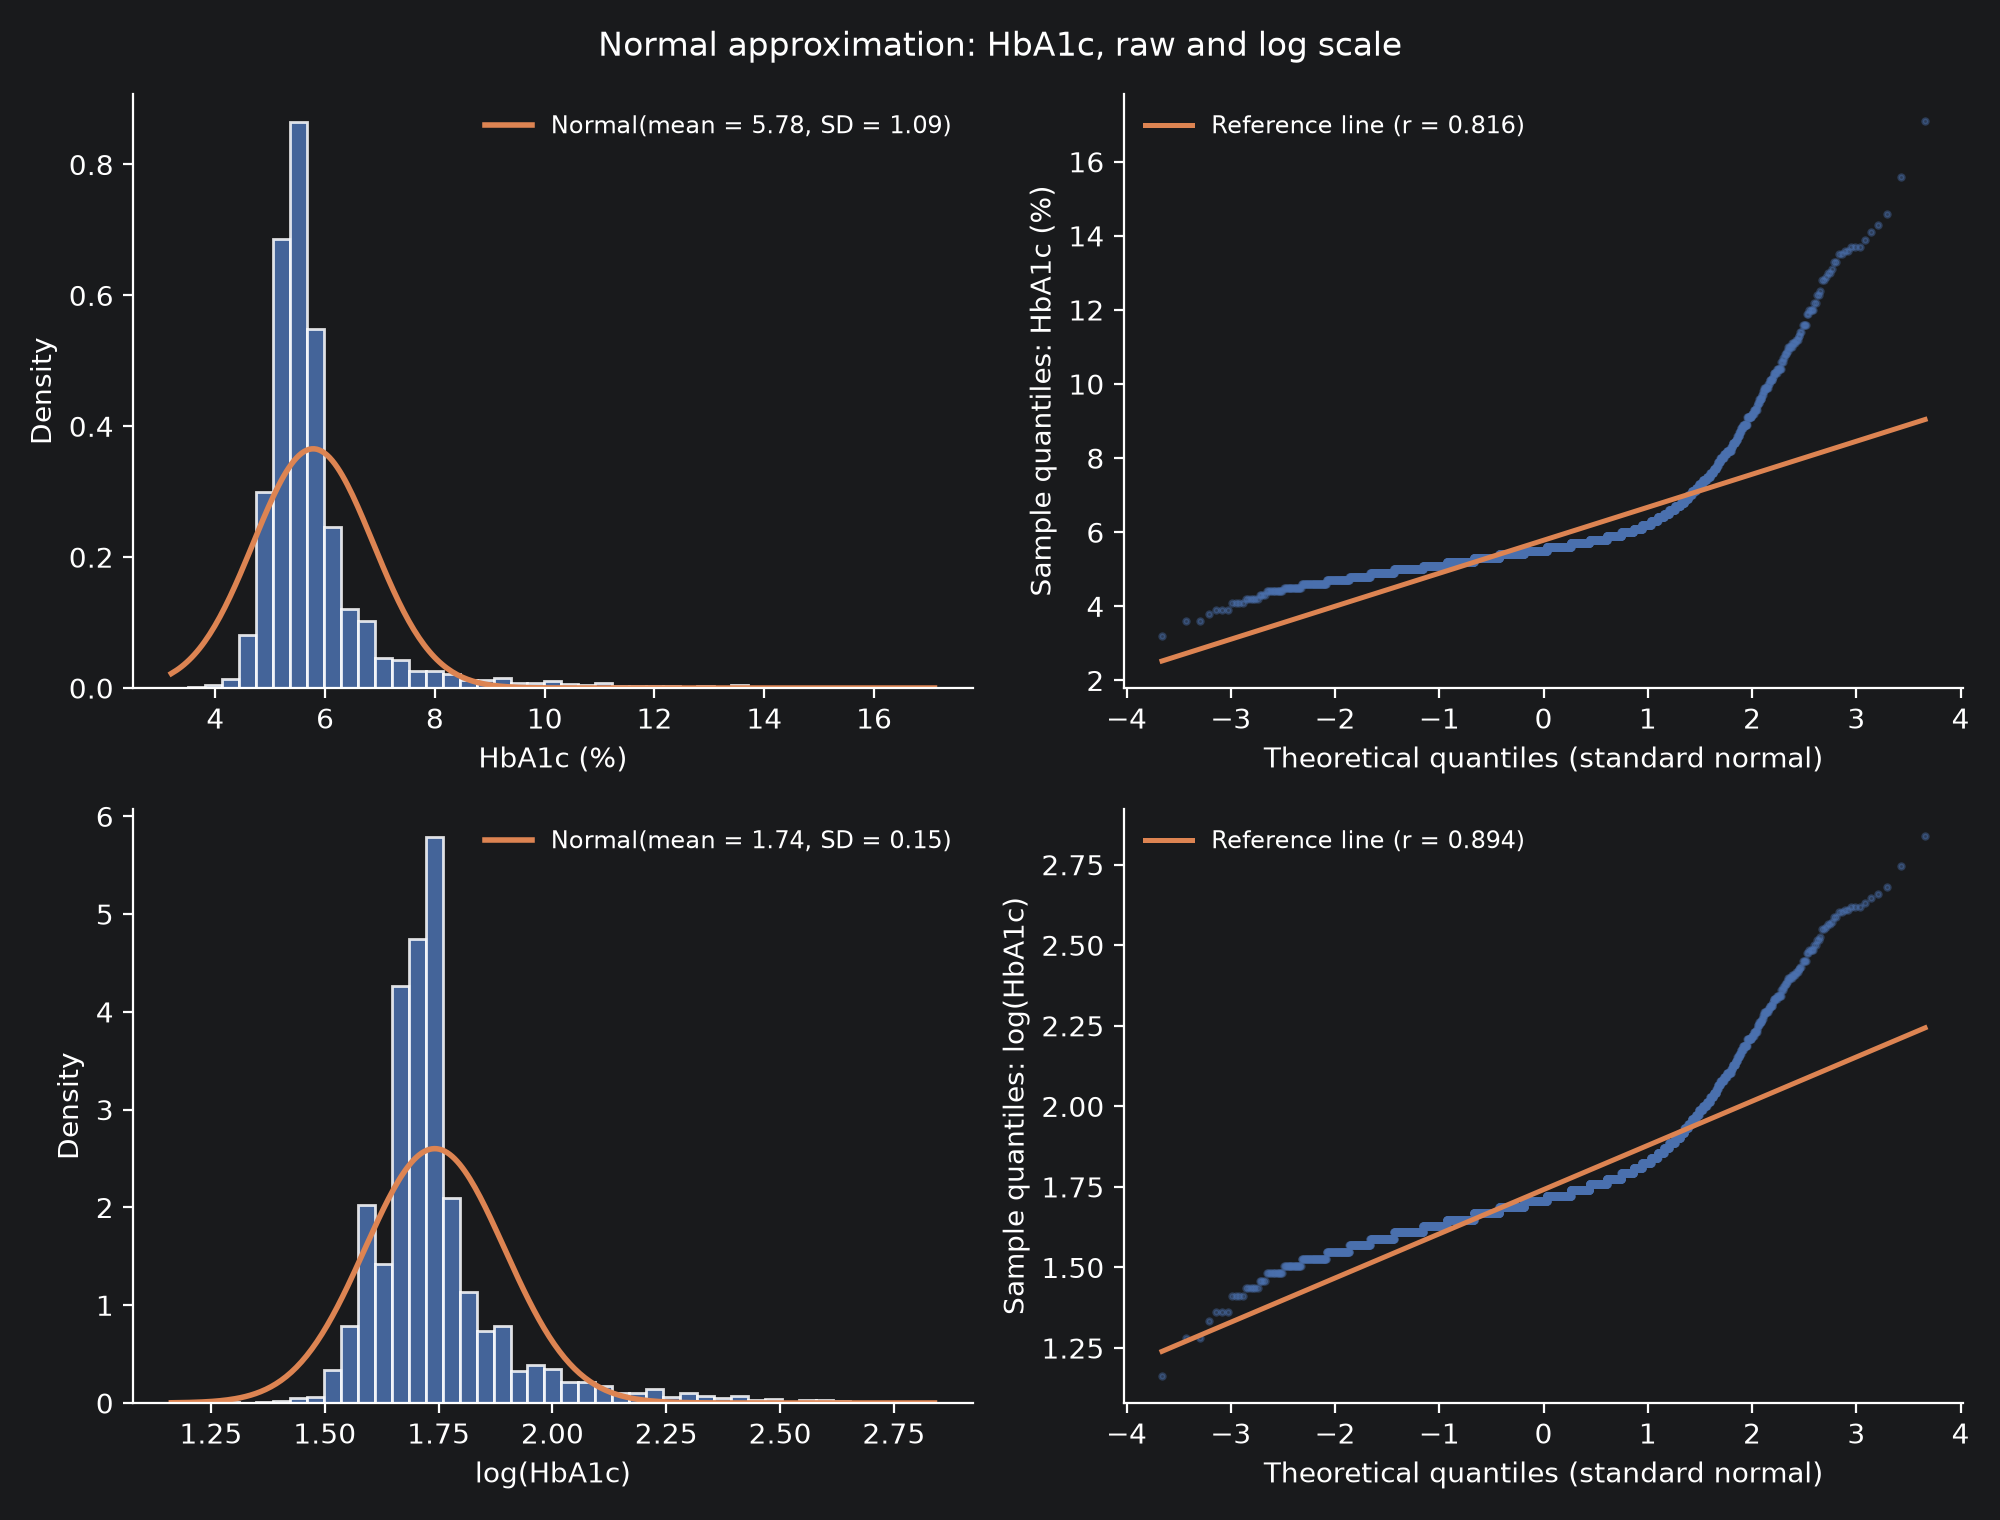 Normal approximation: HbA1c, raw and log scale
Normal(mean = 5.78, SD = 1.09)
Density
0.8
0.6
0.4
0.2
0.0
4 6 8 10 12 14 16
HbA1c (%)
Reference line (r = 0.816)
Sample quantiles: HbA1c (%)
16
14
12
10
8
6
4
2
−4 −3 −2 −1 0 1 2 3 4
Theoretical quantiles (standard normal)
Normal(mean = 1.74, SD = 0.15)
Density
6
5
4
3
2
1
0
1.25 1.50 1.75 2.00 2.25 2.50 2.75
log(HbA1c)
Reference line (r = 0.894)
Sample quantiles: log(HbA1c)
2.75
2.50
2.25
2.00
1.75
1.50
1.25
−4 −3 −2 −1 0 1 2 3 4
Theoretical quantiles (standard normal)